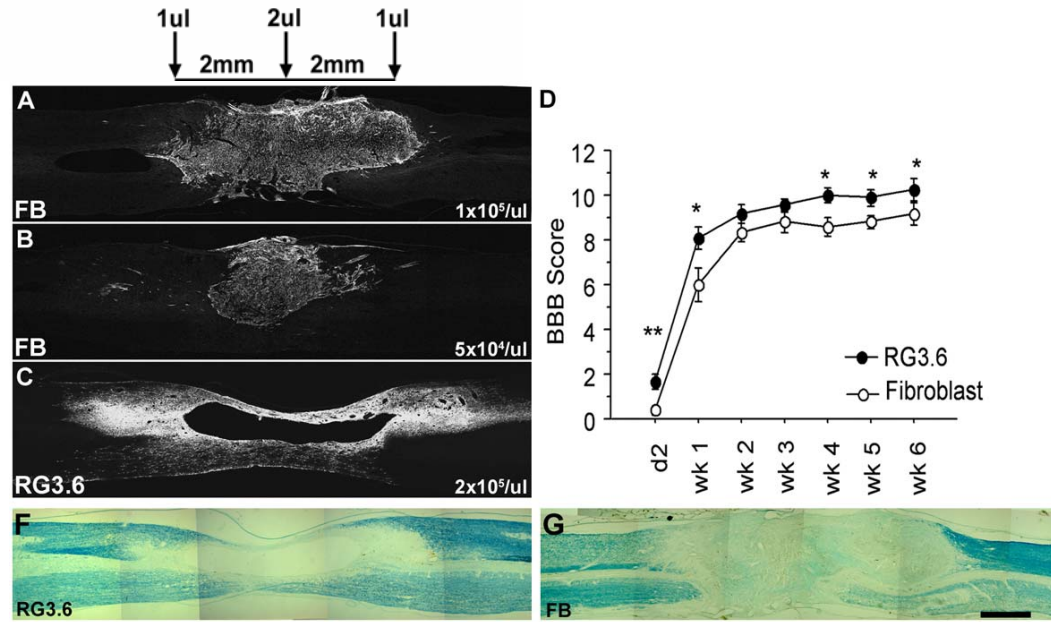 1ul 2ul 1ul
2mm 2mm
A
FB 1x10⁵/ul
B
FB 5x10⁴/ul
C
RG3.6 2x10⁵/ul
D
BBB Score
12
10
8
6
4
2
0
**
*
*
*
*
RG3.6
Fibroblast
d2 wk 1 wk 2 wk 3 wk 4 wk 5 wk 6
F
RG3.6
G
FB